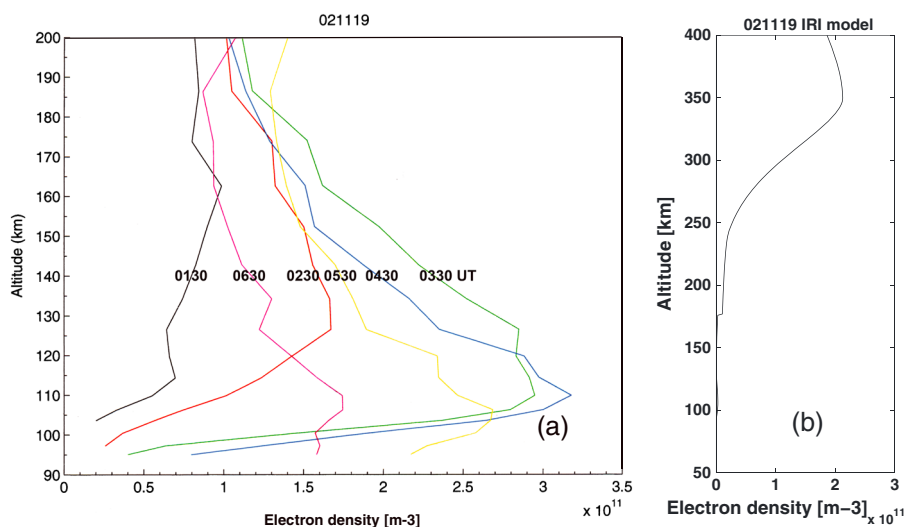 021119
200
190
180
170
160
150
140
130
120
110
100
90
Altitude (km)
0130 0630 0230 0530 0430 0330 UT
(a)
0 0.5 1 1.5 2 2.5 3 3.5
x 10^11
Electron density [m-3]
021119 IRI model
400
350
300
250
200
150
100
50
Altitude [km]
(b)
0 1 2 3
Electron density [m−3] x 10^11